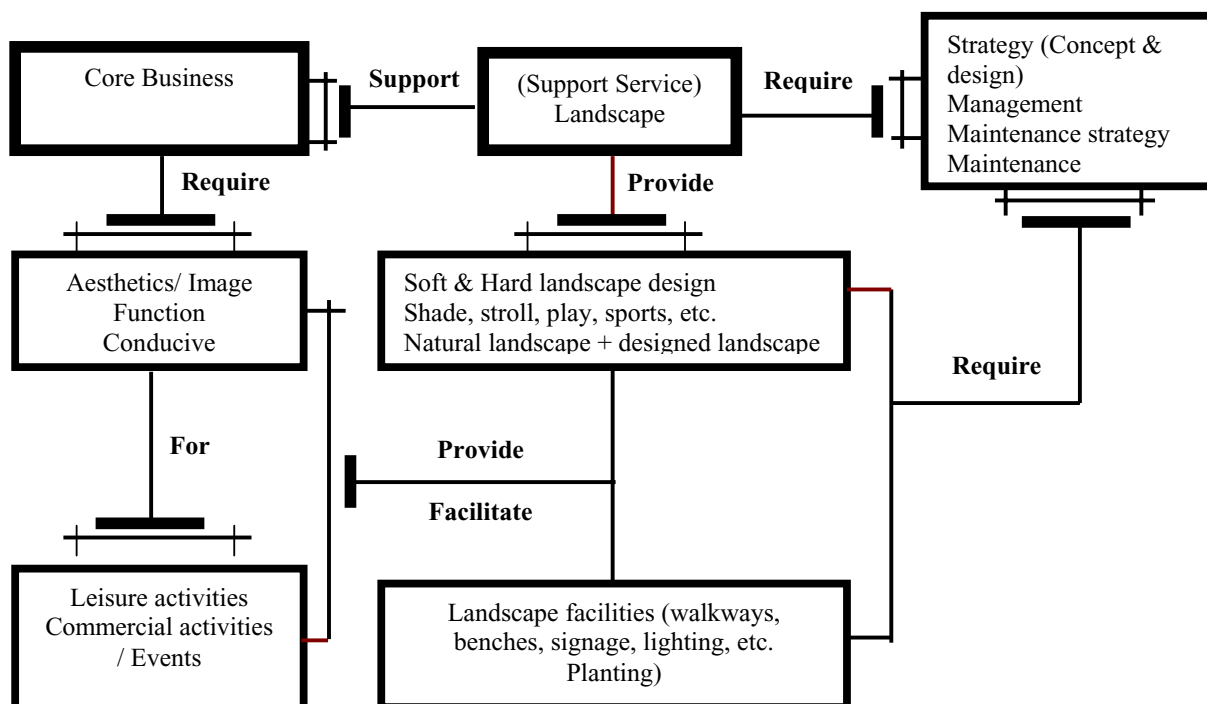 Core Business
Support
(Support Service)
Landscape
Require
Strategy (Concept &
design)
Management
Maintenance strategy
Maintenance
Require
Provide
Aesthetics/ Image
Function
Conducive
Soft & Hard landscape design
Shade, stroll, play, sports, etc.
Natural landscape + designed landscape
Require
For
Provide
Facilitate
Leisure activities
Commercial activities
/ Events
Landscape facilities (walkways,
benches, signage, lighting, etc.
Planting)